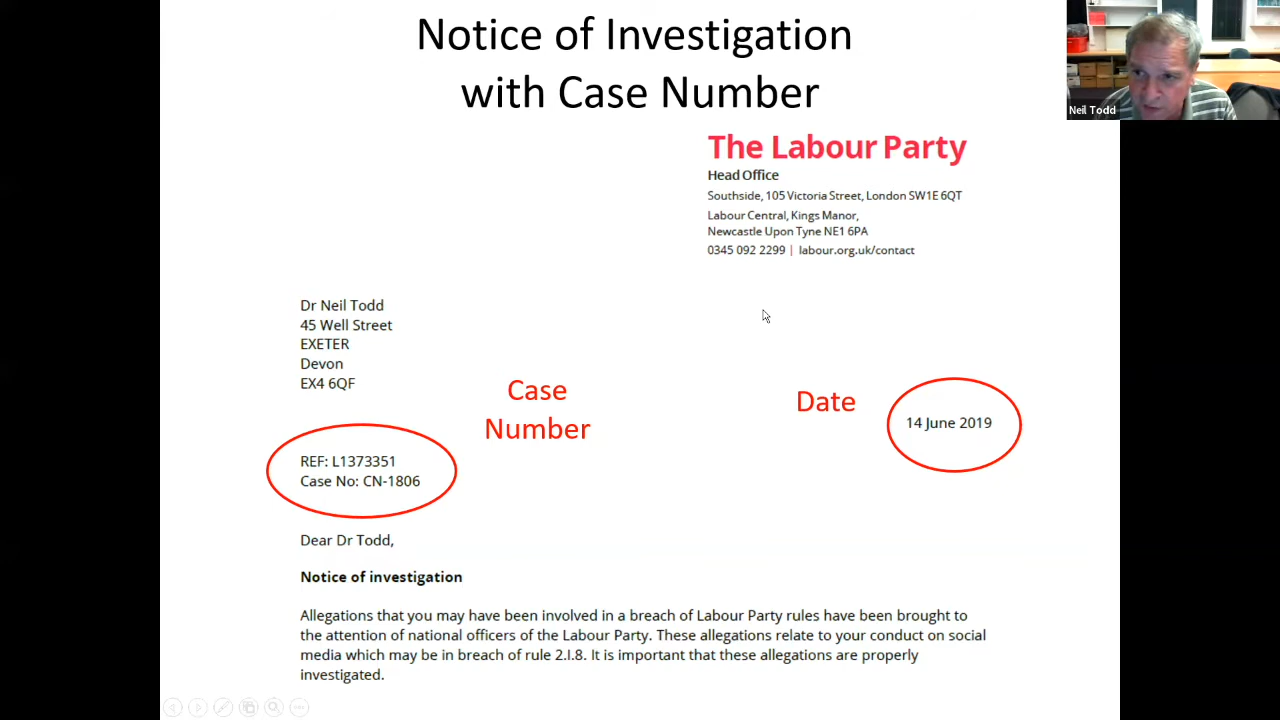 Notice of Investigation
with Case Number
Neil Todd
The Labour Party
Head Office
Southside, 105 Victoria Street, London SW1E 6QT
Labour Central, Kings Manor,
Newcastle Upon Tyne NE1 6PA
0345 092 2299 | labour.org.uk/contact
Dr Neil Todd
45 Well Street
EXETER
Devon
EX4 6QF
Case
Number
Date
14 June 2019
REF: L1373351
Case No: CN-1806
Dear Dr Todd,
Notice of investigation
Allegations that you may have been involved in a breach of Labour Party rules have been brought to
the attention of national officers of the Labour Party. These allegations relate to your conduct on social
media which may be in breach of rule 2.I.8. It is important that these allegations are properly
investigated.